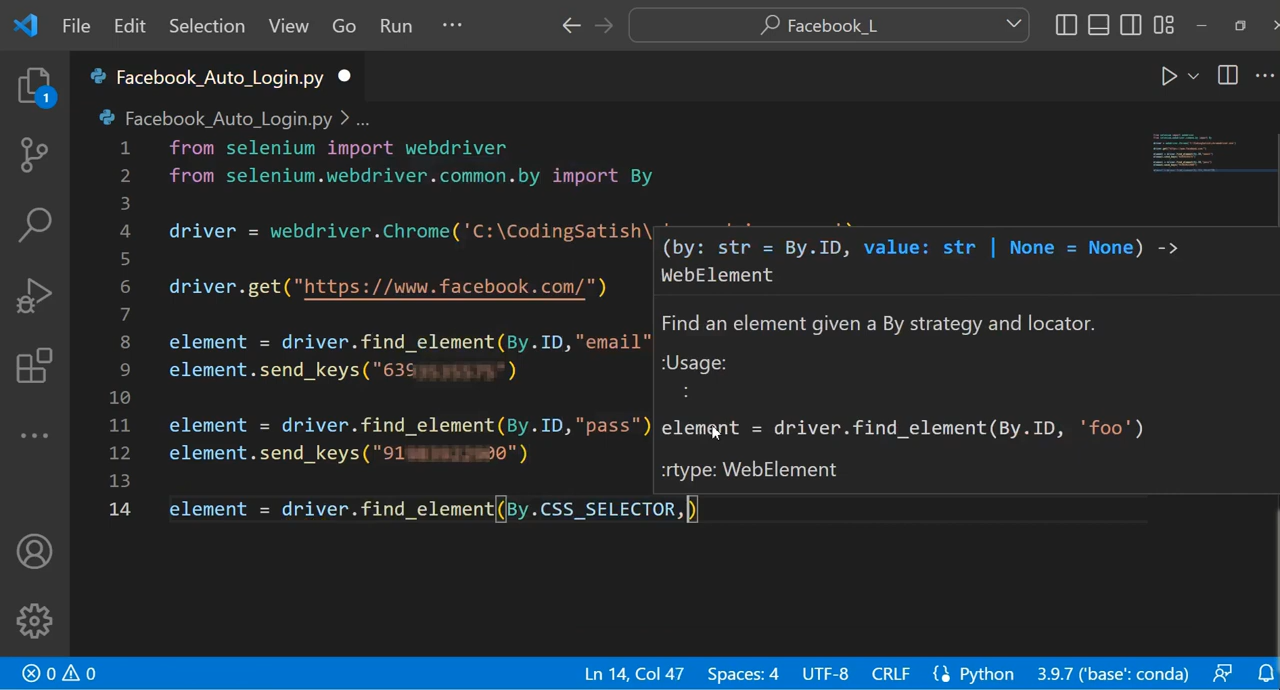 File Edit Selection View Go Run ··· Facebook_L
Facebook_Auto_Login.py
Facebook_Auto_Login.py > ...
1 from selenium import webdriver
2 from selenium.webdriver.common.by import By
3
4 driver = webdriver.Chrome('C:\CodingSatish\
5
6 driver.get("https://www.facebook.com/")
7
8 element = driver.find_element(By.ID,"email"
9 element.send_keys("639")
10
11 element = driver.find_element(By.ID,"pass")
12 element.send_keys("91 00")
13
14 element = driver.find_element(By.CSS_SELECTOR,)
(by: str = By.ID, value: str | None = None) ->
WebElement
Find an element given a By strategy and locator.
:Usage:
:
element = driver.find_element(By.ID, 'foo')
:rtype: WebElement
1
0 0 Ln 14, Col 47 Spaces: 4 UTF-8 CRLF Python 3.9.7 ('base': conda)